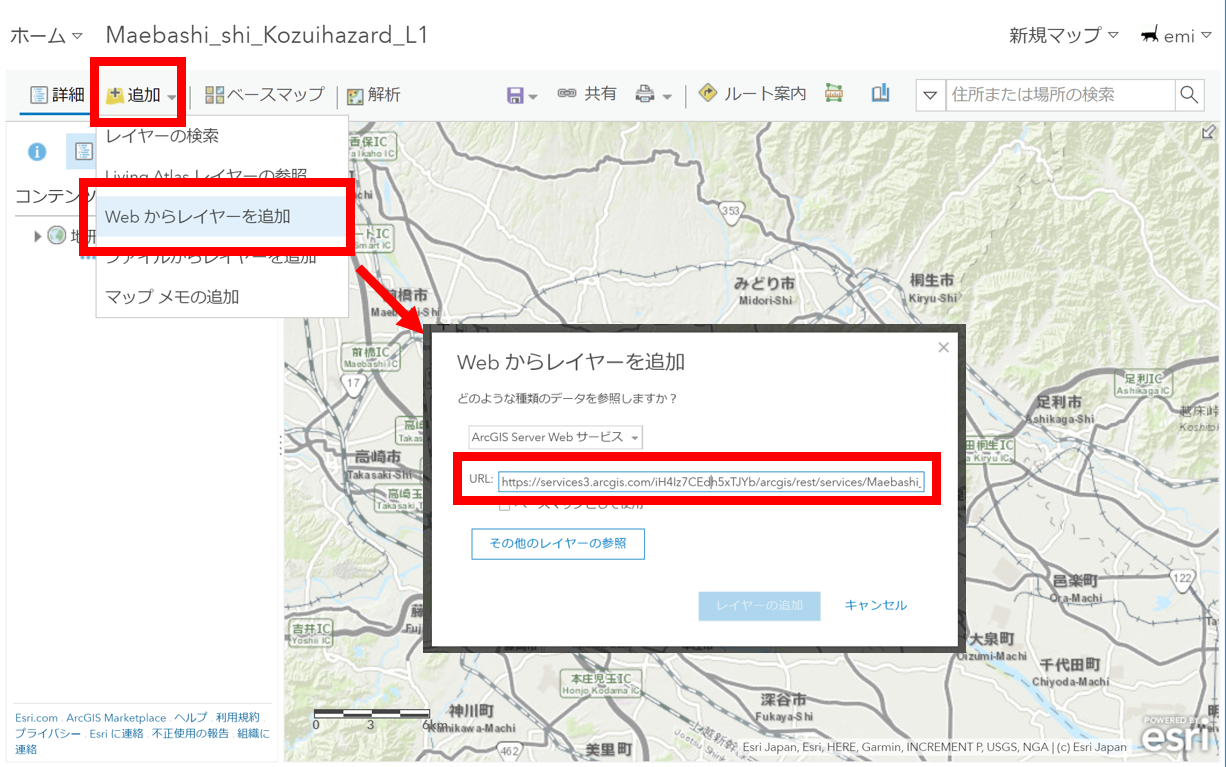 ホーム Maebashi_shi_Kozuihazard_L1 新規マップ emi
詳細 追加 ベースマップ 解析 共有 ルート案内 住所または場所の検索
レイヤーの検索
Living Atlas レイヤーの参照
コンテンツ
Web からレイヤーを追加
ファイルからレイヤーを追加
マップ メモの追加
353
みどり市
Midori-Shi
桐生市
Kiryu-Shi
前橋市
前橋IC
Maebashi IC
17
高崎市
Takasaki-Shi
足利IC
Ashikaga IC
足利市
Ashikaga-Shi
Web からレイヤーを追加
どのような種類のデータを参照しますか？
ArcGIS Server Web サービス
URL: https://services3.arcgis.com/iH4Iz7CEdh5xTJYb/arcgis/rest/services/Maebashi_
ベースマップとして使用
その他のレイヤーの参照
レイヤーの追加 キャンセル
邑楽町
Ora-Machi
122
吉井IC
Yoshii IC
大泉町
Oizumi-Machi
千代田町
Chiyoda-Machi
本庄児玉IC
Honjo Kodama IC
深谷市
Fukaya-Shi
神川町
Kamikawa-Machi
462
美里町
0 3 6km
Esri.com . ArcGIS Marketplace . ヘルプ . 利用規約 .
プライバシー . Esri に連絡 . 不正使用の報告 . 組織に
連絡
Esri Japan, Esri, HERE, Garmin, INCREMENT P, USGS, NGA | (c) Esri Japan
POWERED BY
esri